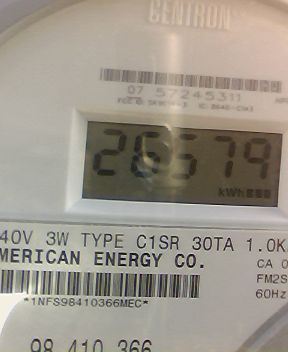 CENTRON
07 57245311
26579
kWh
40V 3W TYPE C1SR 30TA 1.0K
MERICAN ENERGY CO.
CA 0
FM2S
60Hz
*1NFS98410366MEC*
98 410 366